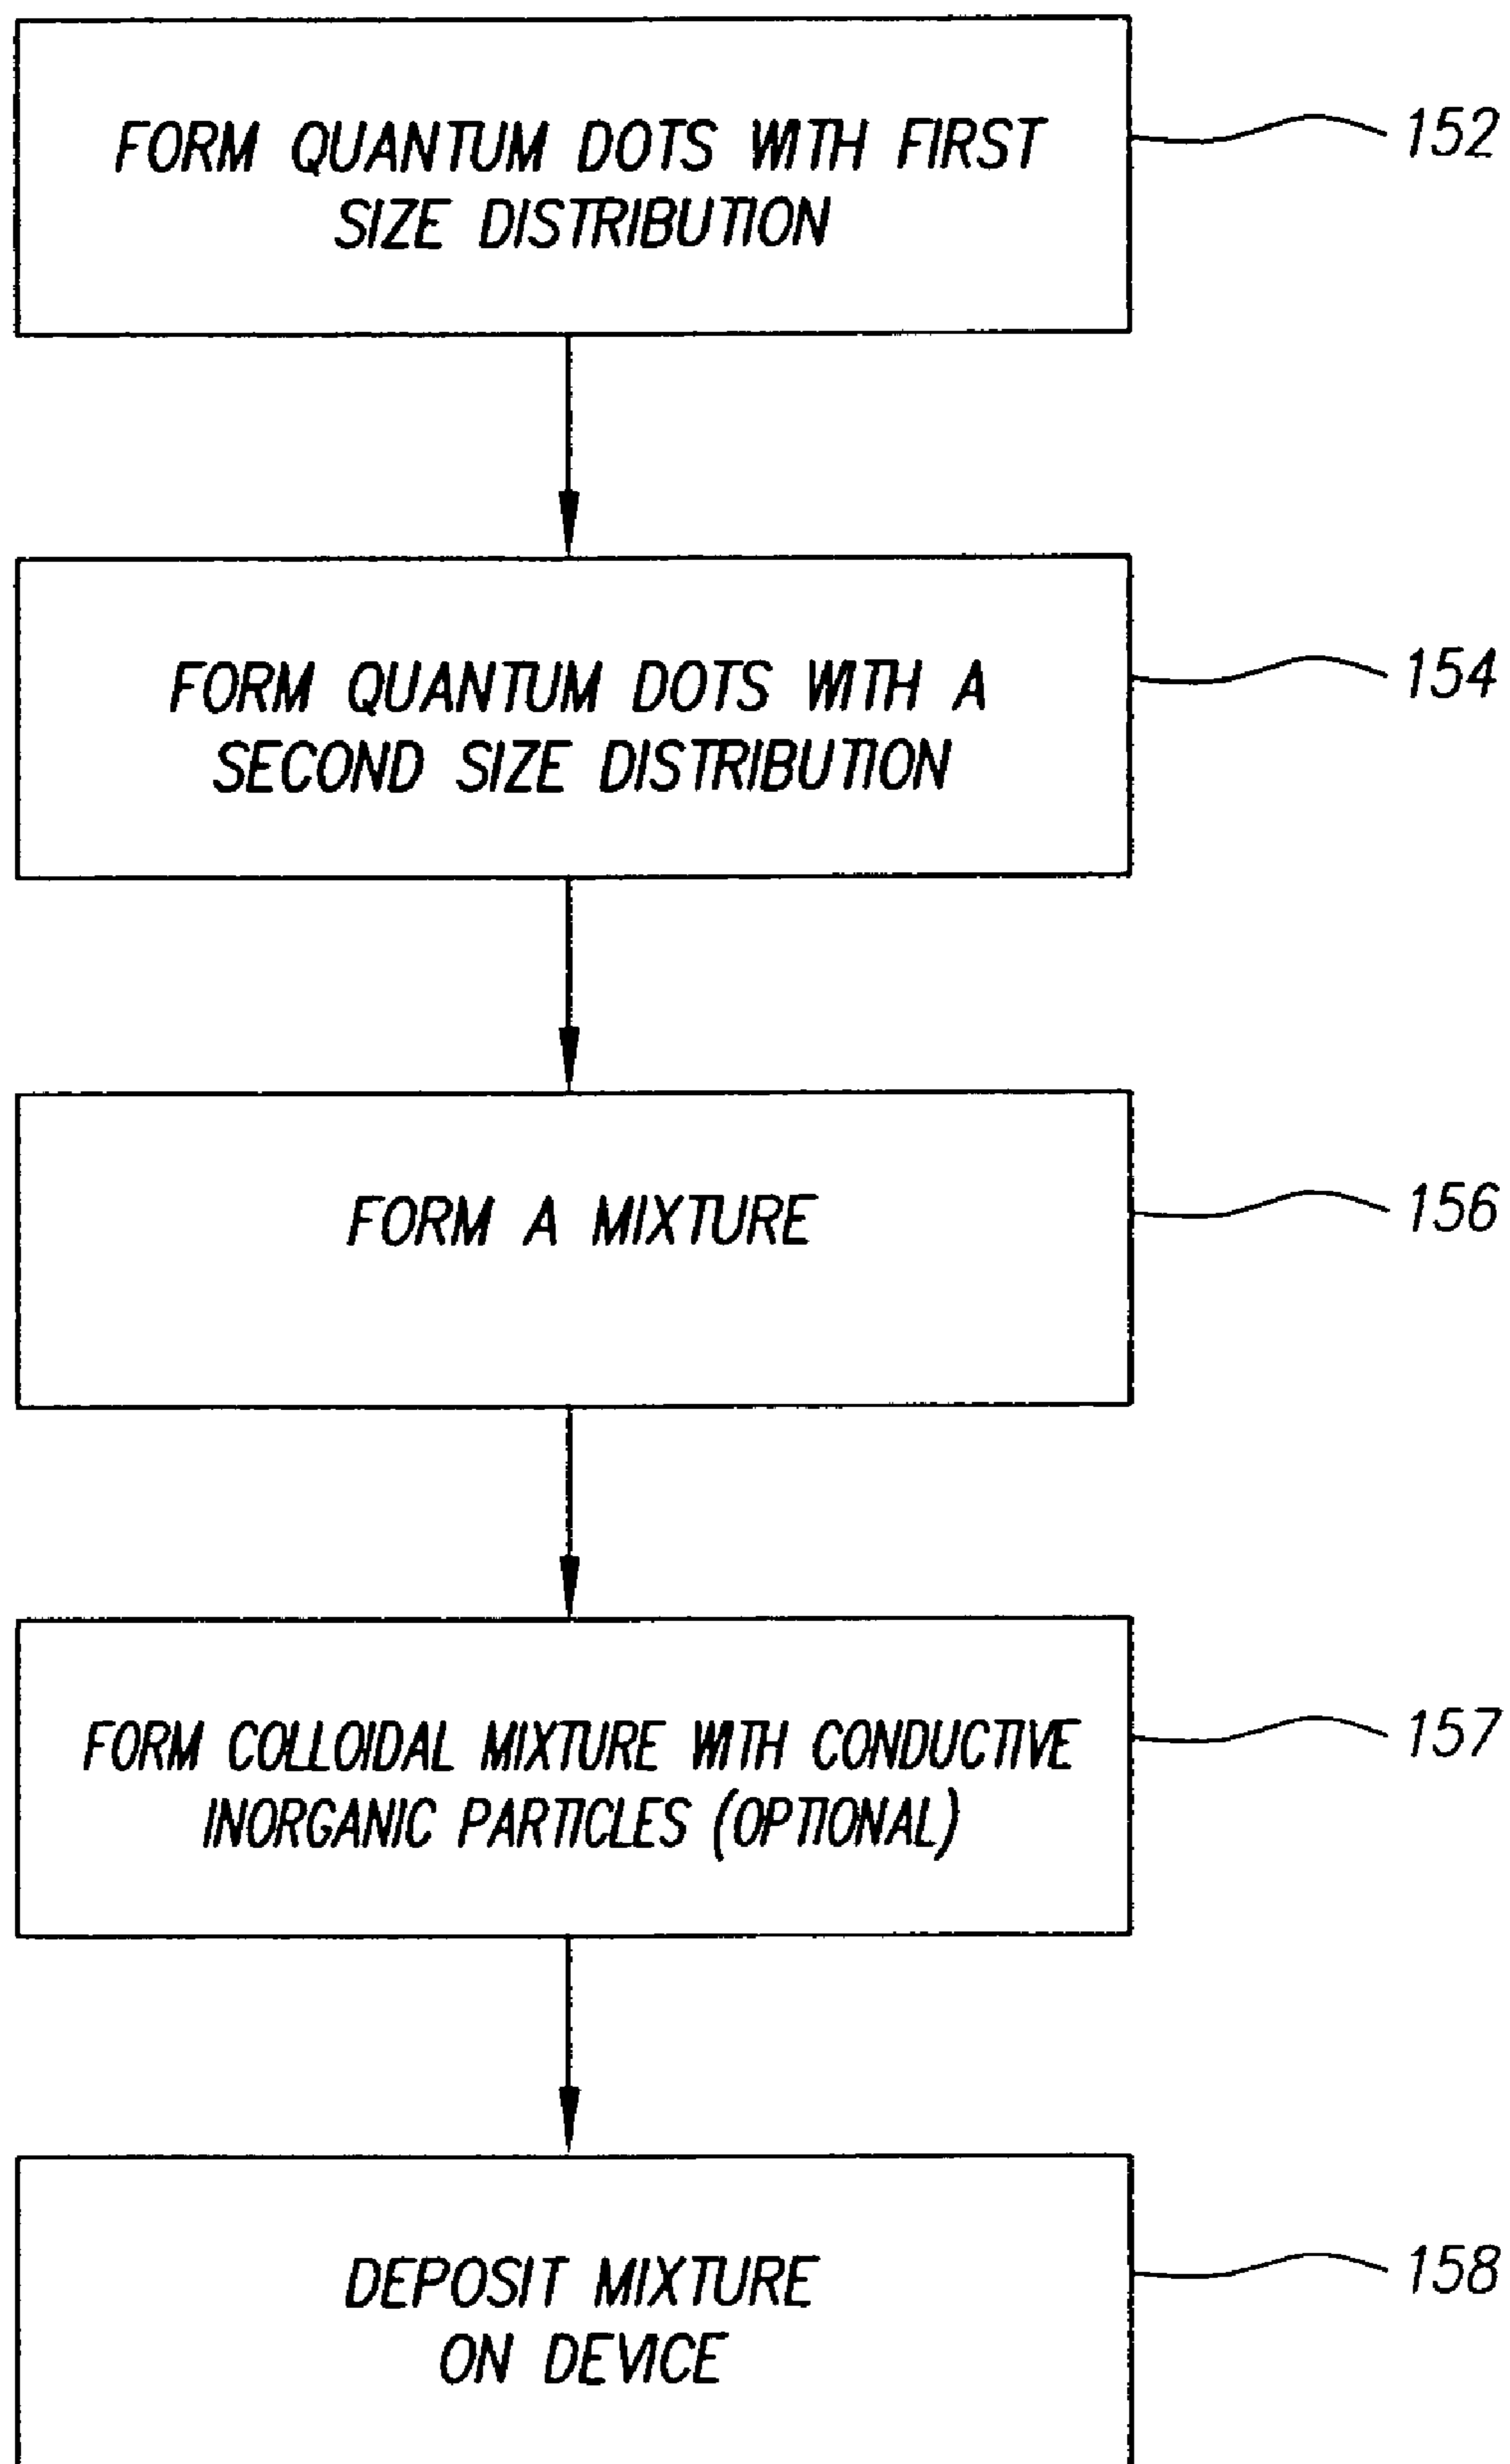 FORM QUANTUM DOTS WITH FIRST
SIZE DISTRIBUTION
152
FORM QUANTUM DOTS WITH A
SECOND SIZE DISTRIBUTION
154
FORM A MIXTURE
156
FORM COLLOIDAL MIXTURE WITH CONDUCTIVE
INORGANIC PARTICLES (OPTIONAL)
157
DEPOSIT MIXTURE
ON DEVICE
158